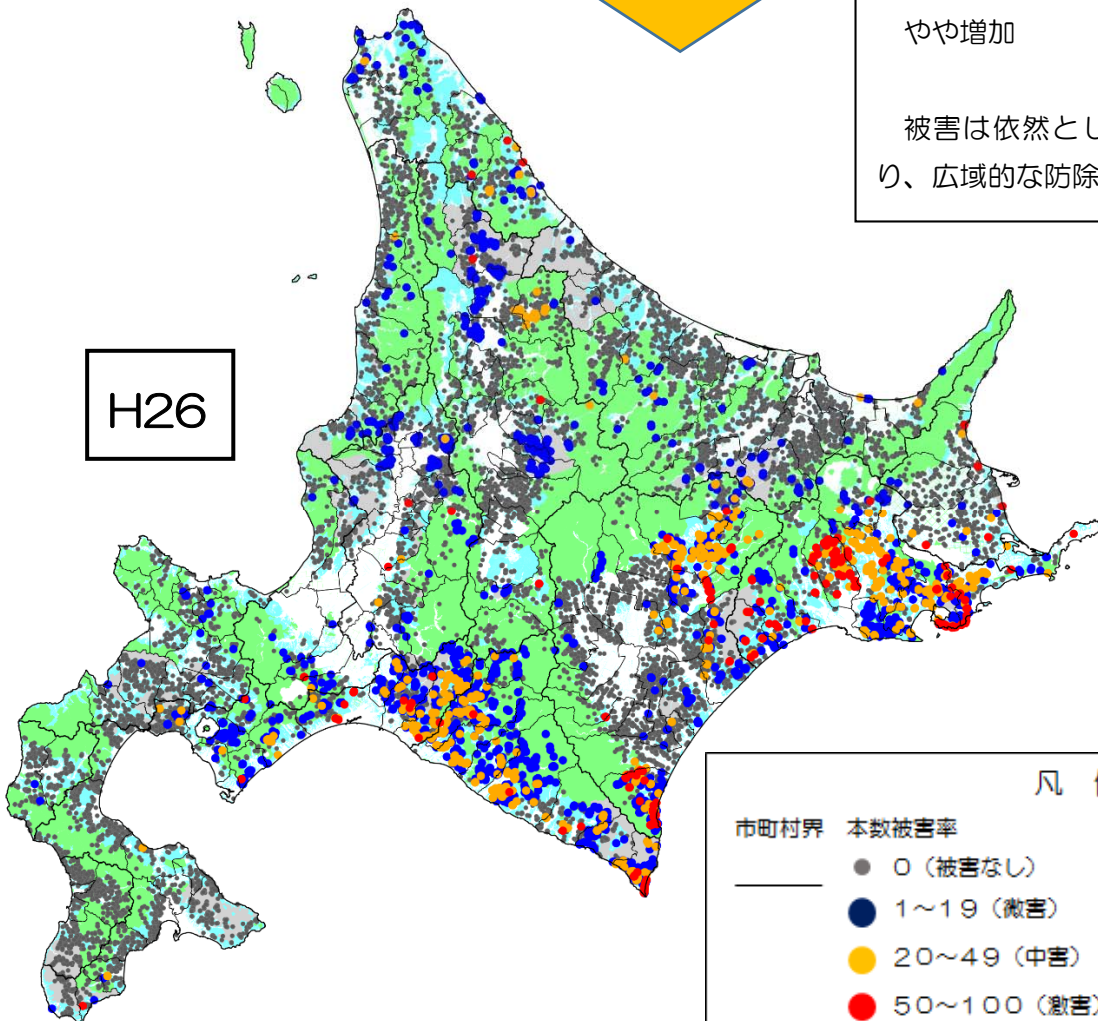 やや増加
被害は依然とし
り、広域的な防除
H26
凡
市町村界 本数被害率
０（被害なし）
１～１９（微害）
２０～４９（中害）
５０～１００（激害）